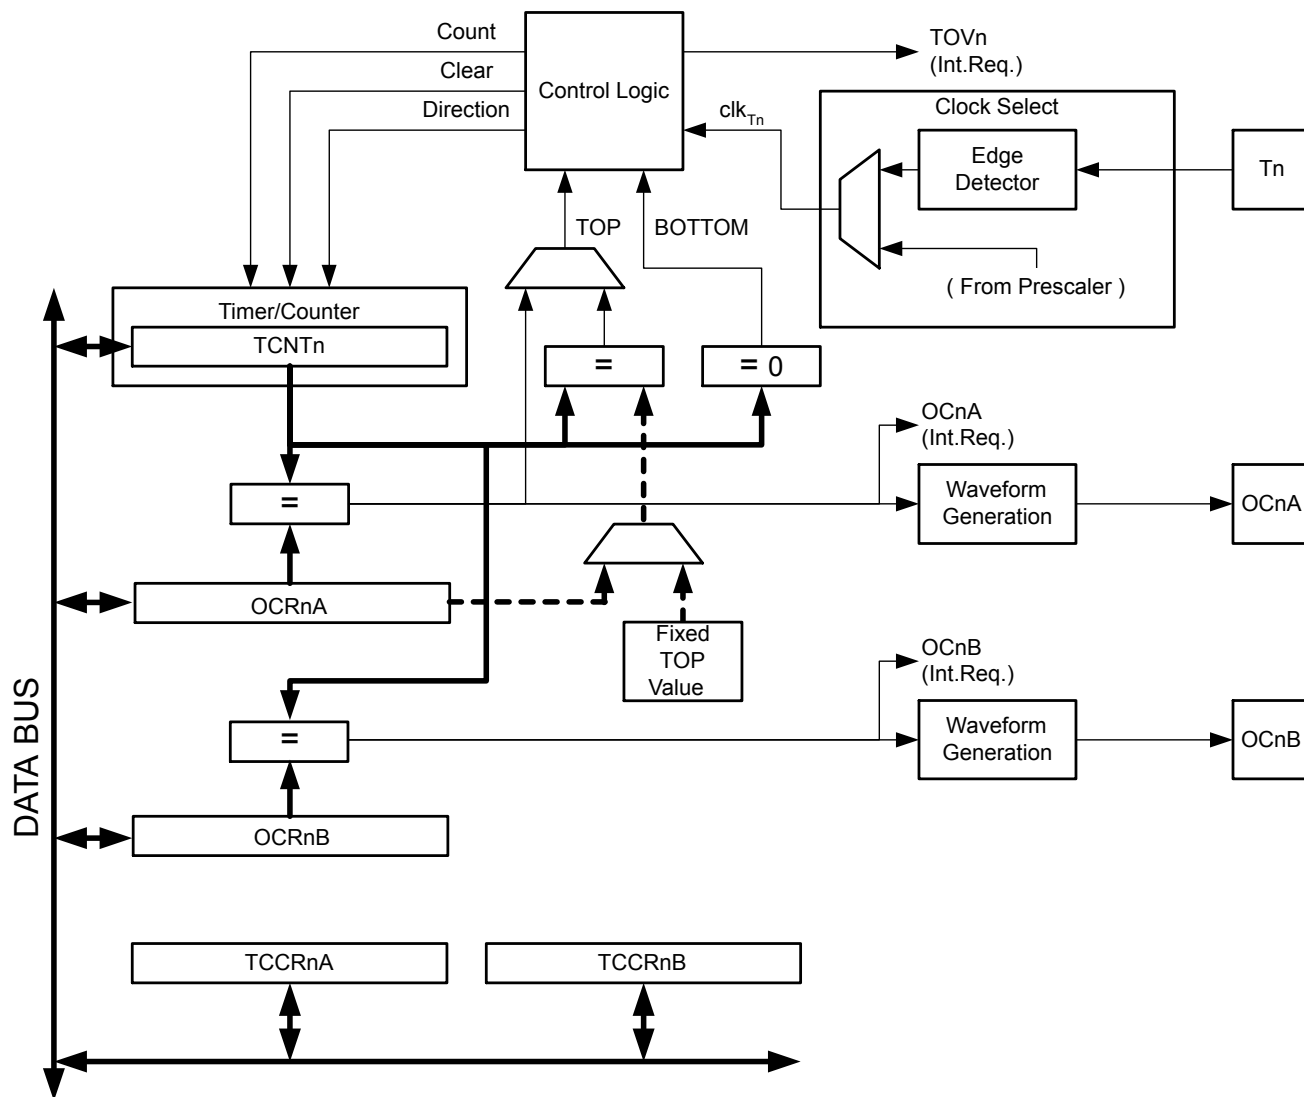 Count
Clear
Direction
Control Logic
TOVn
(Int.Req.)
clkTn
Clock Select
Edge
Detector
Tn
TOP
BOTTOM
( From Prescaler )
Timer/Counter
TCNTn
=
= 0
OCnA
(Int.Req.)
=
Waveform
Generation
OCnA
OCRnA
Fixed
TOP
Value
OCnB
(Int.Req.)
=
Waveform
Generation
OCnB
DATA BUS
OCRnB
TCCRnA
TCCRnB